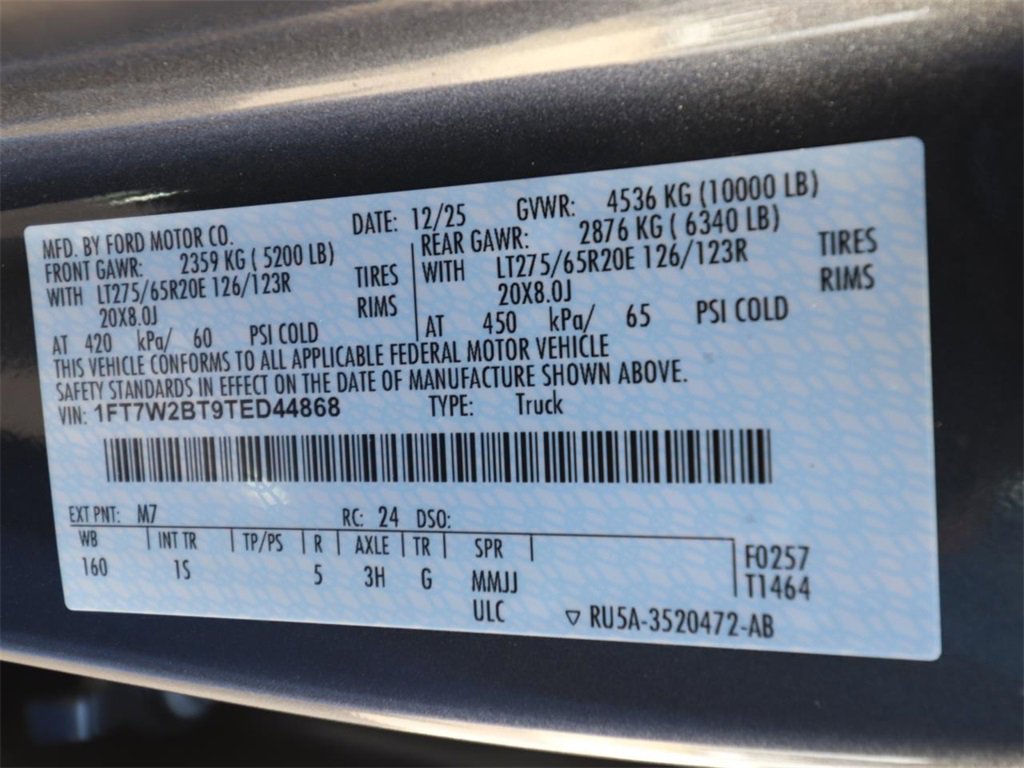 MFD. BY FORD MOTOR CO. DATE: 12/25 GVWR: 4536 KG (10000 LB)
FRONT GAWR: 2359 KG ( 5200 LB) REAR GAWR: 2876 KG ( 6340 LB)
WITH LT275/65R20E 126/123R TIRES WITH LT275/65R20E 126/123R TIRES
20X8.0J RIMS 20X8.0J RIMS
AT 420 kPa/ 60 PSI COLD AT 450 kPa/ 65 PSI COLD
THIS VEHICLE CONFORMS TO ALL APPLICABLE FEDERAL MOTOR VEHICLE
SAFETY STANDARDS IN EFFECT ON THE DATE OF MANUFACTURE SHOWN ABOVE.
VIN: 1FT7W2BT9TED44868 TYPE: Truck
EXT PNT: M7 RC: 24 DSO:
WB INT TR TP/PS R AXLE TR SPR F0257
160 1S 5 3H G MMJJ T1464
ULC ▽ RU5A-3520472-AB